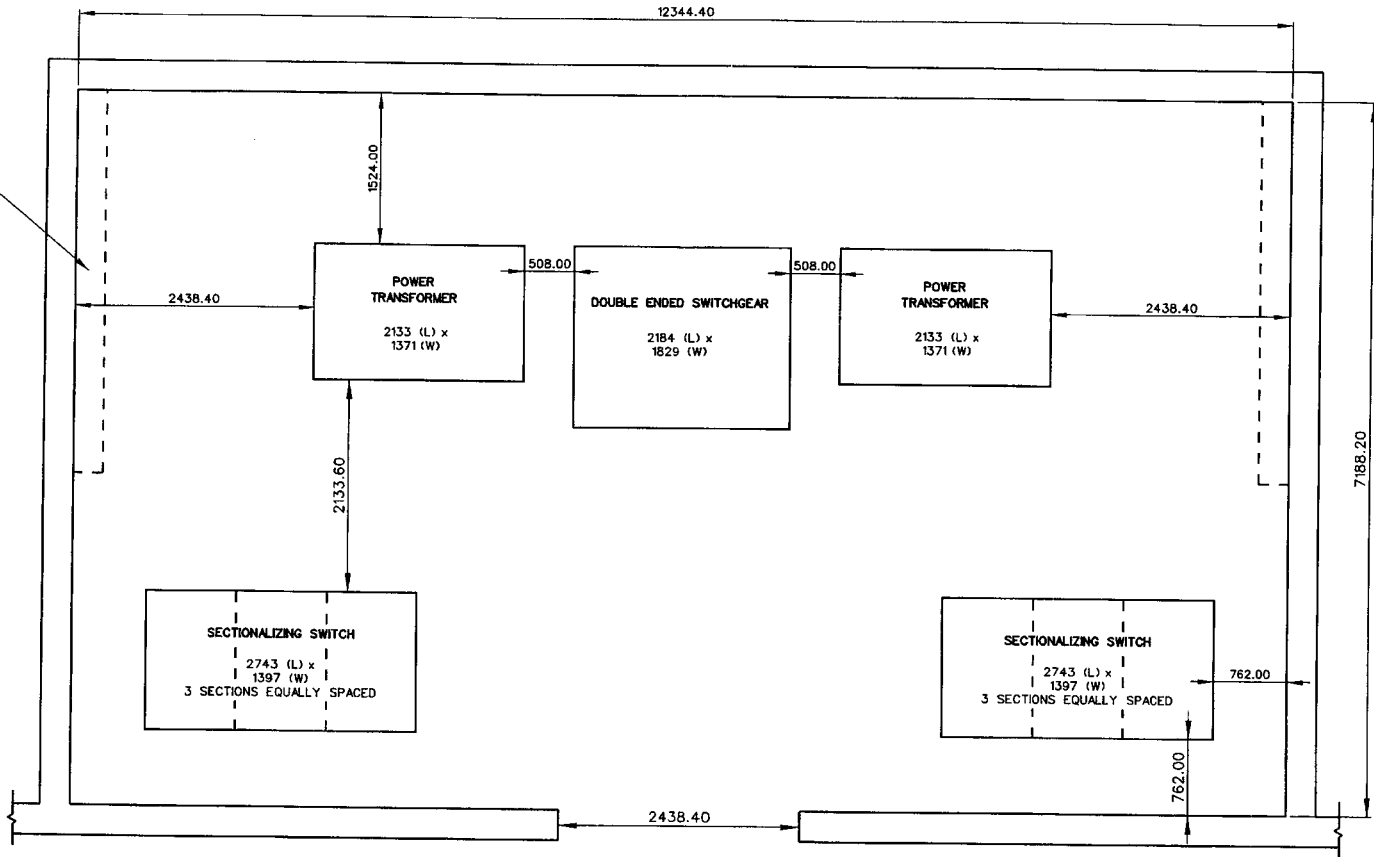 12344.40
1524.00
508.00
508.00
POWER
TRANSFORMER
2133 (L) x
1371 (W)
DOUBLE ENDED SWITCHGEAR
2184 (L) x
1829 (W)
POWER
TRANSFORMER
2133 (L) x
1371 (W)
2438.40
2438.40
7188.20
2133.60
SECTIONALIZING SWITCH
2743 (L) x
1397 (W)
3 SECTIONS EQUALLY SPACED
SECTIONALIZING SWITCH
2743 (L) x
1397 (W)
3 SECTIONS EQUALLY SPACED
762.00
762.00
2438.40